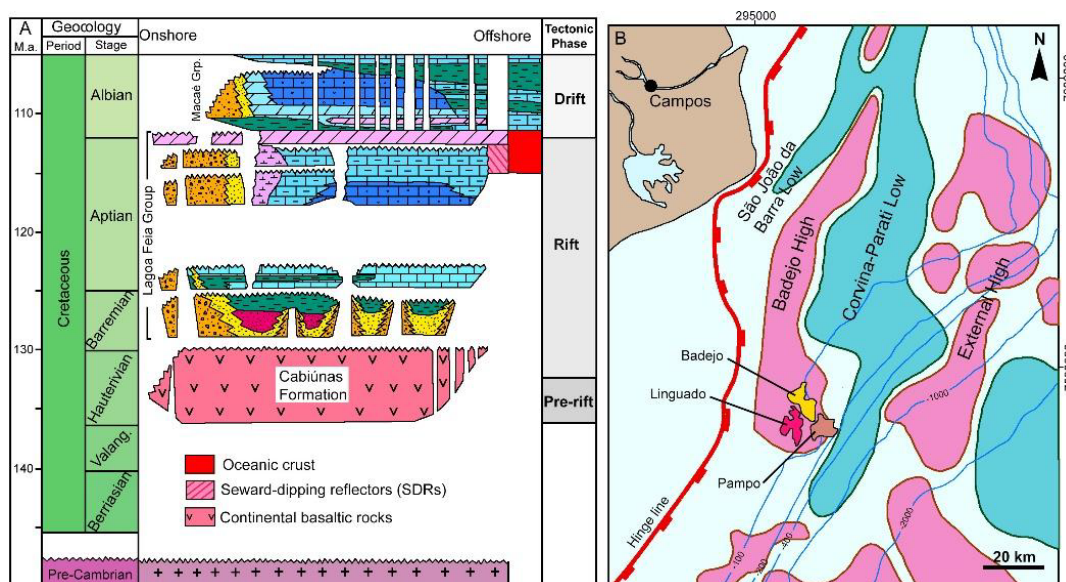 A
M.a.
Geocology
Period
Stage
Onshore
Offshore
Tectonic
Phase
110
120
130
140
Cretaceous
Albian
Aptian
Barremian
Hauterivian
Valang.
Berriasian
Pre-Cambrian
Macaé Grp.
Lagoa Feia Group
Cabiúnas
Formation
Drift
Rift
Pre-rift
Oceanic crust
Seward-dipping reflectors (SDRs)
Continental basaltic rocks
B
295000
N
Campos
São João da
Barra Low
Badejo High
Corvina-Parati Low
External High
Badejo
Linguado
Pampo
Hinge line
-100
-400
-1000
-2000
20 km